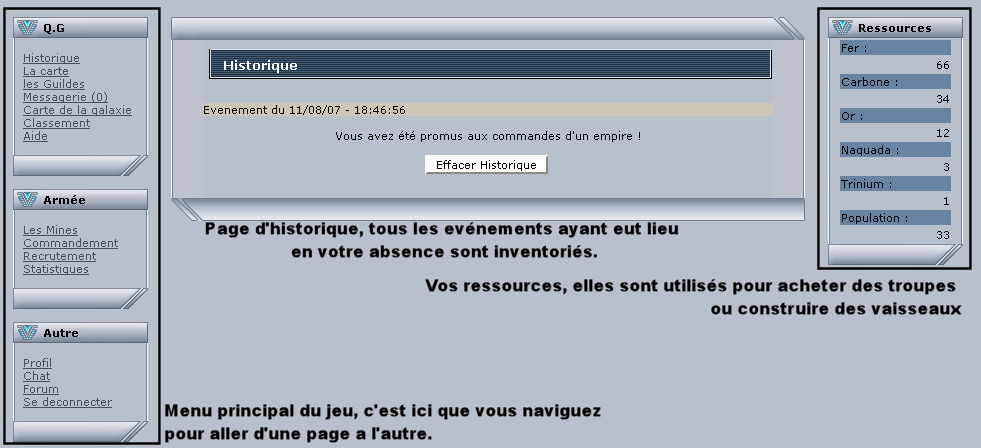 Q.G
Historique
La carte
les Guildes
Messagerie (0)
Carte de la galaxie
Classement
Aide
Armée
Les Mines
Commandement
Recrutement
Statistiques
Autre
Profil
Chat
Forum
Se deconnecter
Historique
Evenement du 11/08/07 - 18:46:56
Vous avez été promus aux commandes d'un empire !
Effacer Historique
Page d'historique, tous les evénements ayant eut lieu
en votre absence sont inventoriés.
Ressources
Fer :
66
Carbone :
34
Or :
12
Naquada :
3
Trinium :
1
Population :
33
Vos ressources, elles sont utilisés pour acheter des troupes
ou construire des vaisseaux
Menu principal du jeu, c'est ici que vous naviguez
pour aller d'une page a l'autre.